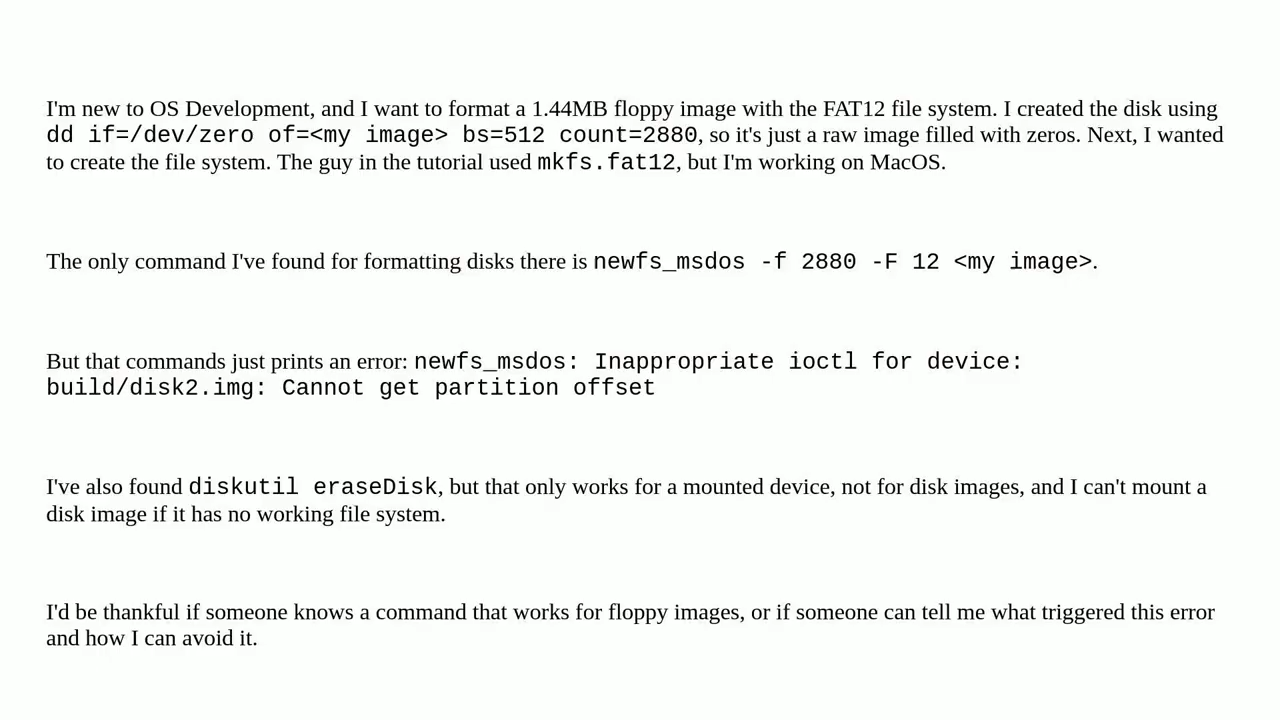 I'm new to OS Development, and I want to format a 1.44MB floppy image with the FAT12 file system. I created the disk using
dd if=/dev/zero of=<my image> bs=512 count=2880, so it's just a raw image filled with zeros. Next, I wanted
to create the file system. The guy in the tutorial used mkfs.fat12, but I'm working on MacOS.
The only command I've found for formatting disks there is newfs_msdos -f 2880 -F 12 <my image>.
But that commands just prints an error: newfs_msdos: Inappropriate ioctl for device:
build/disk2.img: Cannot get partition offset
I've also found diskutil eraseDisk, but that only works for a mounted device, not for disk images, and I can't mount a
disk image if it has no working file system.
I'd be thankful if someone knows a command that works for floppy images, or if someone can tell me what triggered this error
and how I can avoid it.